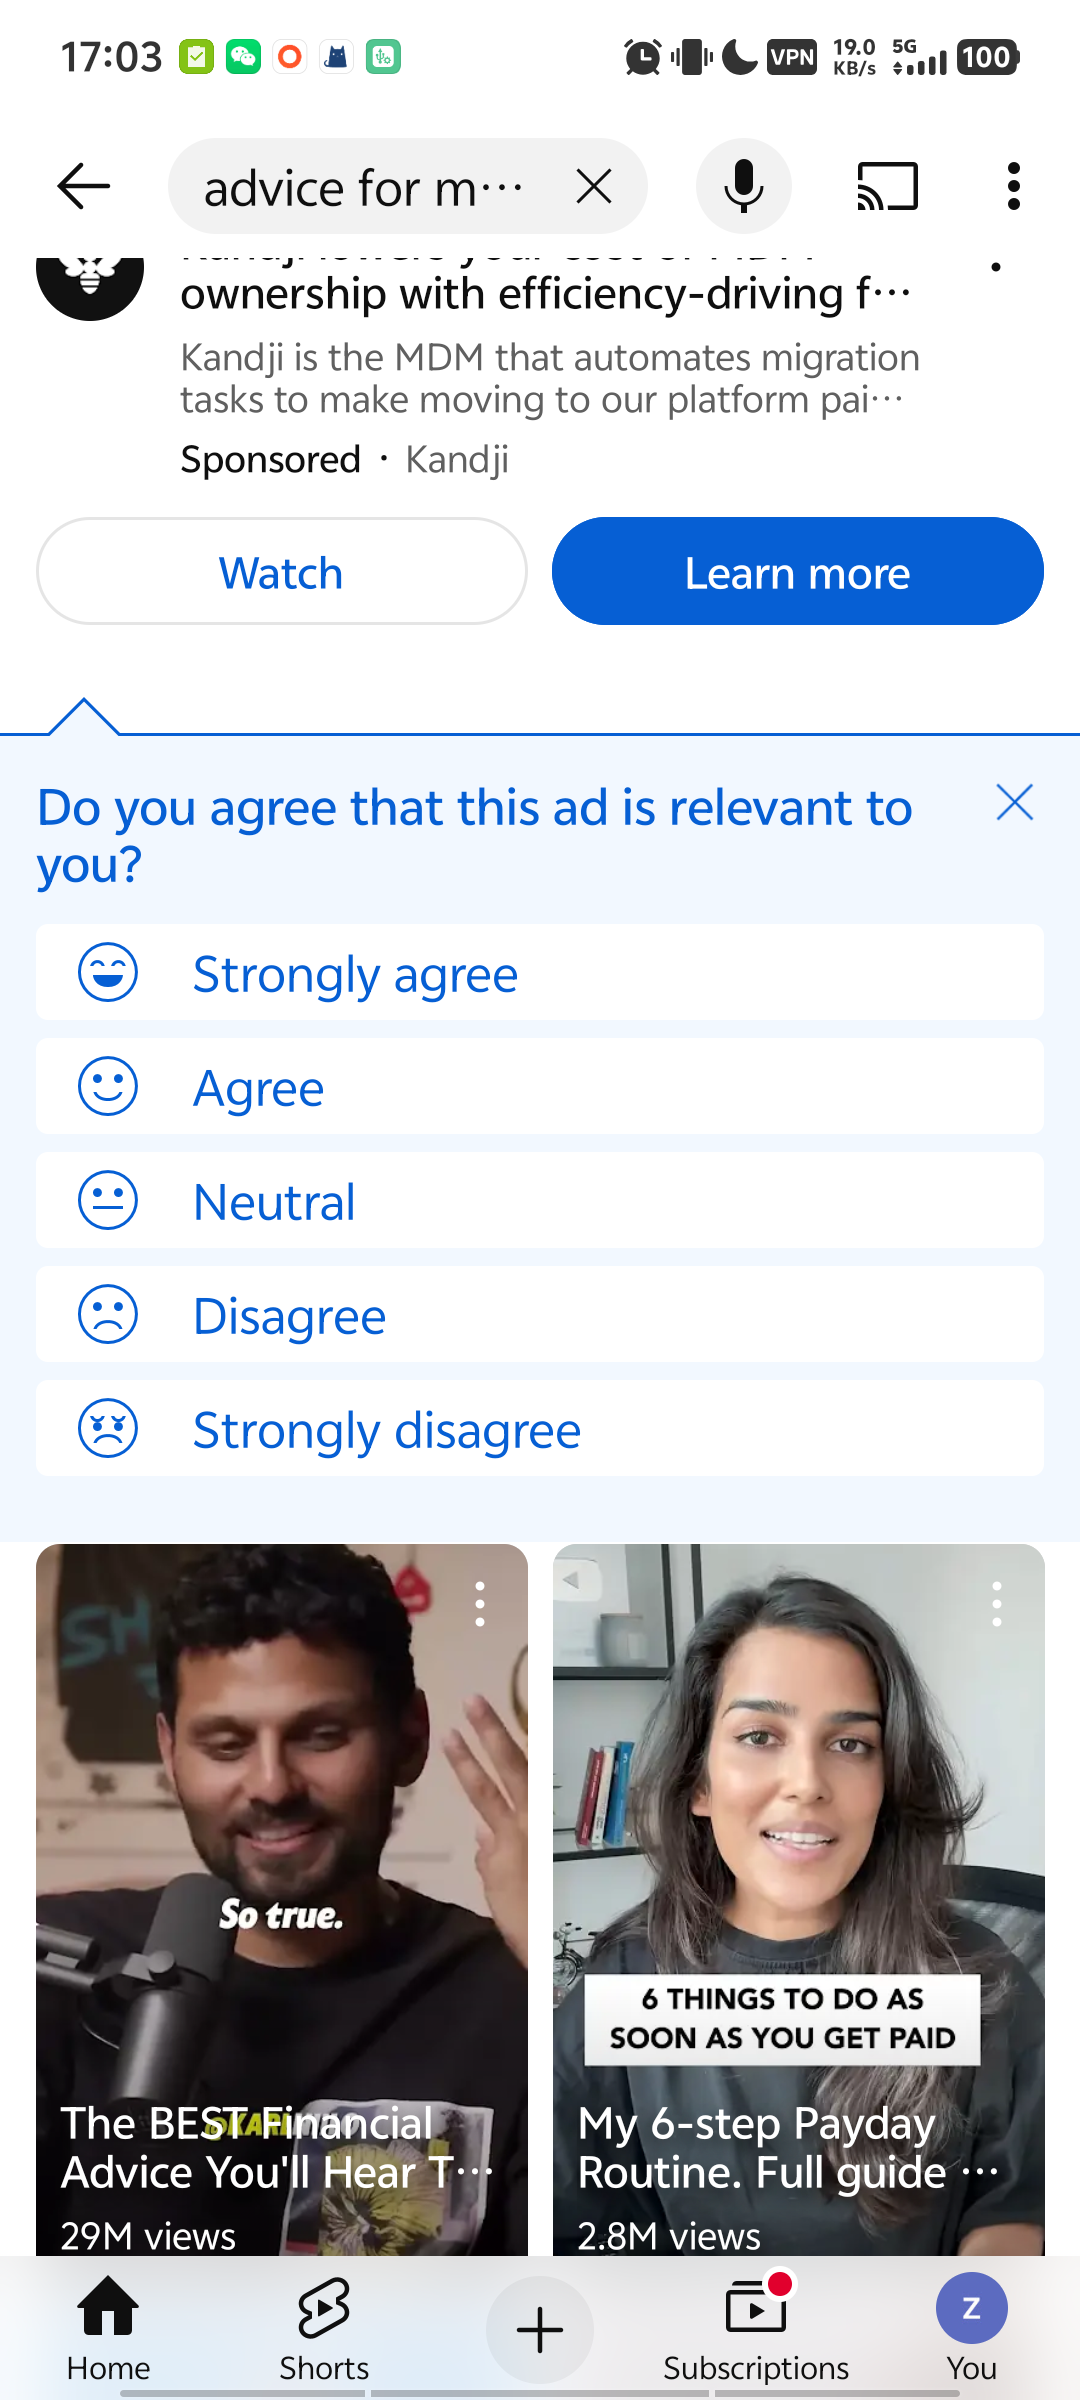 17:03
VPN
19.0
KB/s
5G
100
advice for m···
ownership with efficiency-driving f···
Kandji is the MDM that automates migration
tasks to make moving to our platform pai···
Sponsored · Kandji
Watch
Learn more
Do you agree that this ad is relevant to
you?
Strongly agree
Agree
Neutral
Disagree
Strongly disagree
So true.
The BEST Financial
Advice You'll Hear T···
29M views
6 THINGS TO DO AS
SOON AS YOU GET PAID
My 6-step Payday
Routine. Full guide ···
2.8M views
Home
Shorts
Subscriptions
Z
You